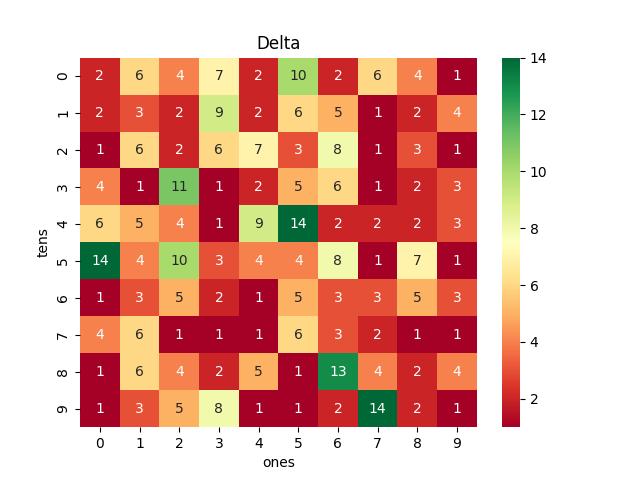 Delta
0 2 6 4 7 2 10 2 6 4 1
1 2 3 2 9 2 6 5 1 2 4
2 1 6 2 6 7 3 8 1 3 1
3 4 1 11 1 2 5 6 1 2 3
4 6 5 4 1 9 14 2 2 2 3
5 14 4 10 3 4 4 8 1 7 1
6 1 3 5 2 1 5 3 3 5 3
7 4 6 1 1 1 6 3 2 1 1
8 1 6 4 2 5 1 13 4 2 4
9 1 3 5 8 1 1 2 14 2 1
0 1 2 3 4 5 6 7 8 9
tens
ones
14
12
10
8
6
4
2